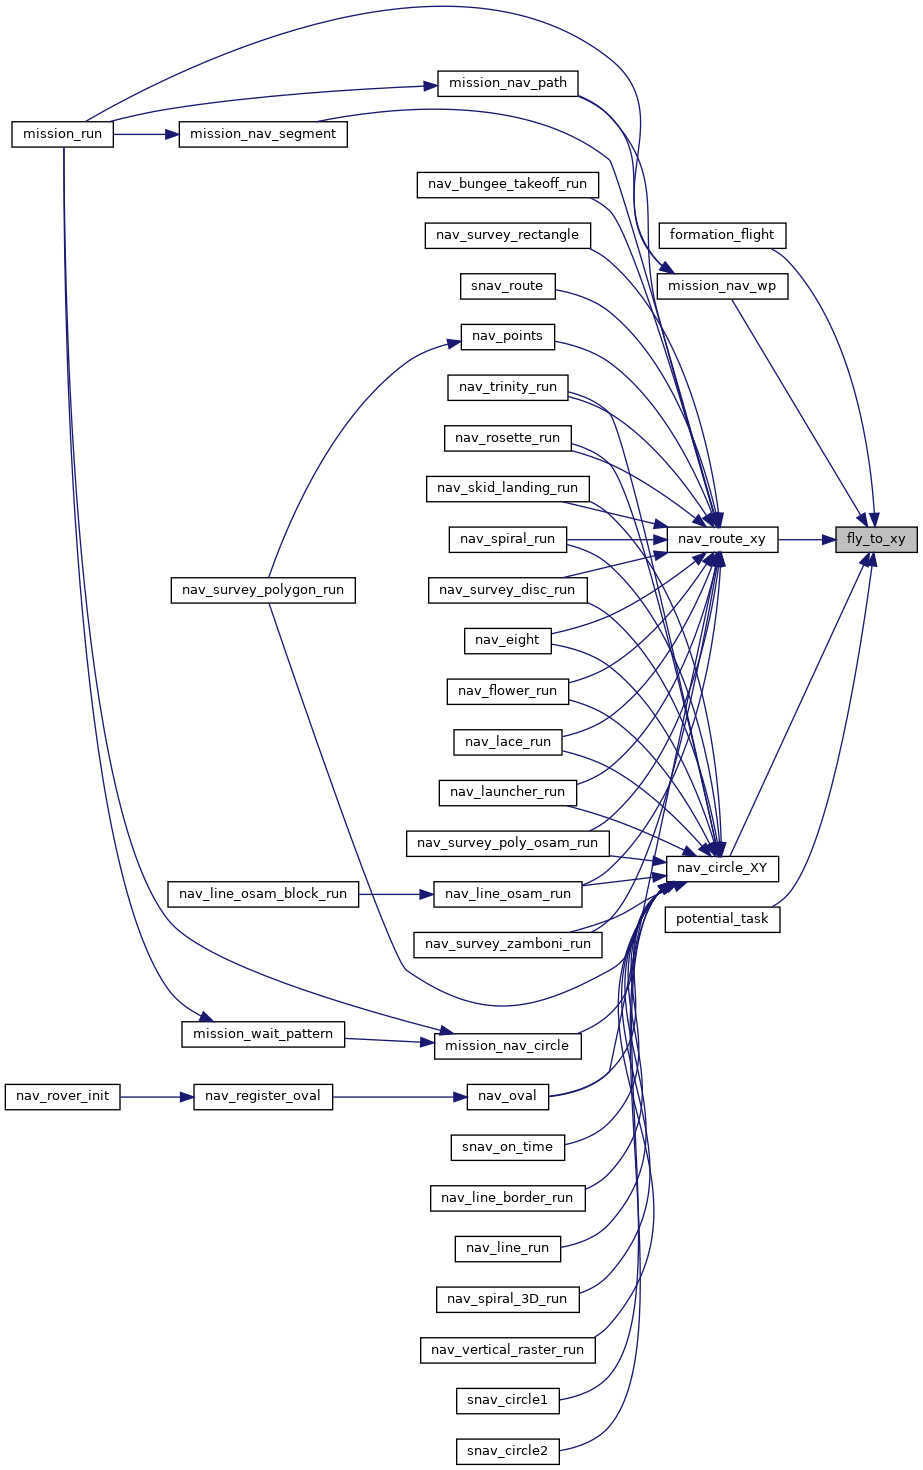 mission_nav_path
mission_run
mission_nav_segment
nav_bungee_takeoff_run
nav_survey_rectangle
formation_flight
snav_route
mission_nav_wp
nav_points
nav_trinity_run
nav_rosette_run
nav_skid_landing_run
nav_spiral_run
nav_route_xy
fly_to_xy
nav_survey_polygon_run
nav_survey_disc_run
nav_eight
nav_flower_run
nav_lace_run
nav_launcher_run
nav_survey_poly_osam_run
nav_circle_XY
nav_line_osam_block_run
nav_line_osam_run
potential_task
nav_survey_zamboni_run
mission_wait_pattern
mission_nav_circle
nav_rover_init
nav_register_oval
nav_oval
snav_on_time
nav_line_border_run
nav_line_run
nav_spiral_3D_run
nav_vertical_raster_run
snav_circle1
snav_circle2